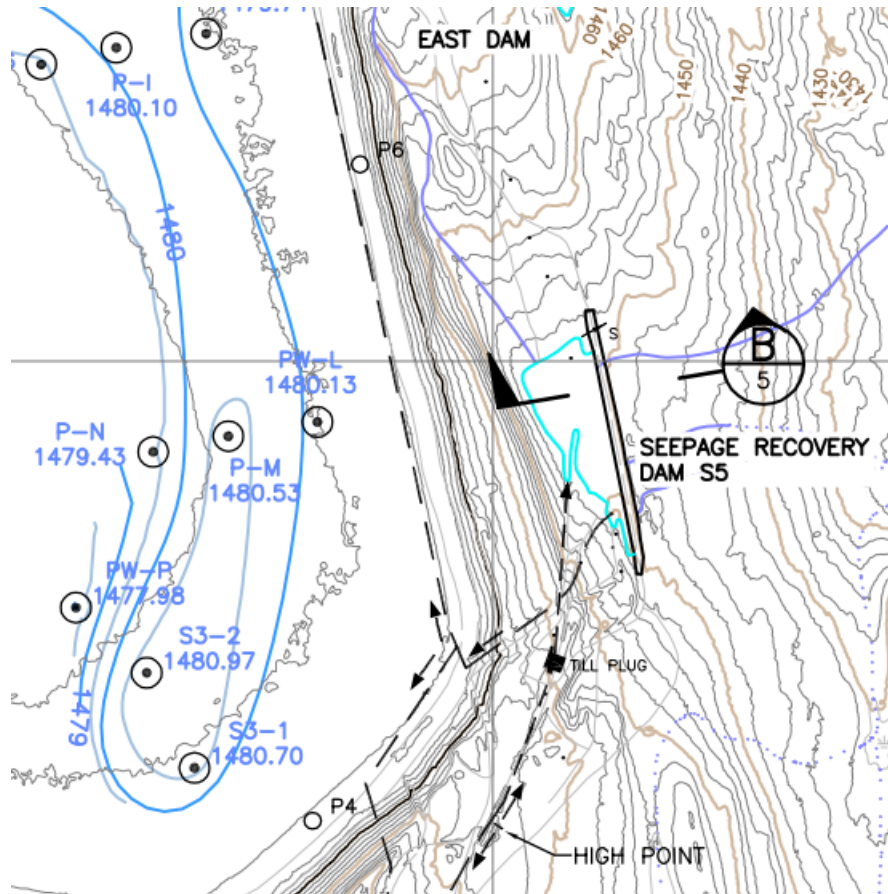 EAST DAM
P-I
1480.10
P6
1460
1460
1450
1440
1430
1430
1480
B
5
S
PW-L
1480.13
P-N
1479.43
P-M
1480.53
SEEPAGE RECOVERY
DAM S5
PW-P
1477.98
S3-2
1480.97
TILL PLUG
1479
S3-1
1480.70
P4
HIGH POINT